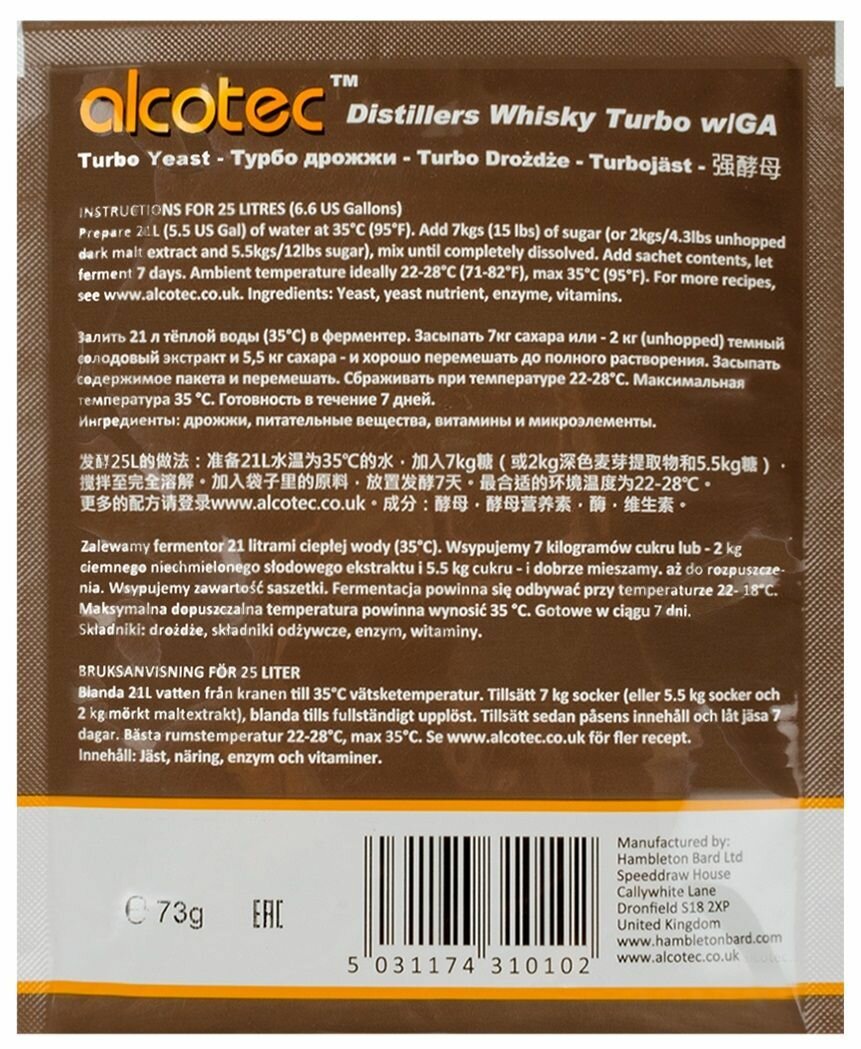 alcotec™ Distillers Whisky Turbo w/GA
Turbo Yeast - Турбо дрожжи - Turbo Drożdże - Turbojäst - 强酵母
INSTRUCTIONS FOR 25 LITRES (6.6 US Gallons)
Prepare 21L (5.5 US Gal) of water at 35°C (95°F). Add 7kgs (15 lbs) of sugar (or 2kgs/4.3lbs unhopped
dark malt extract and 5.5kgs/12lbs sugar), mix until completely dissolved. Add sachet contents, let
ferment 7 days. Ambient temperature ideally 22-28°C (71-82°F), max 35°C (95°F). For more recipes,
see www.alcotec.co.uk. Ingredients: Yeast, yeast nutrient, enzyme, vitamins.
Залить 21 л тёплой воды (35°C) в ферментер. Засыпать 7кг сахара или - 2 кг (unhopped) темный
солодовый экстракт и 5,5 кг сахара - и хорошо перемешать до полного растворения. Засыпать
содержимое пакета и перемешать. Сбраживать при температуре 22-28°C. Максимальная
температура 35 °C. Готовность в течение 7 дней.
Ингредиенты: дрожжи, питательные вещества, витамины и микроэлементы.
发酵25L的做法：准备21L水温为35℃的水，加入7kg糖（或2kg深色麦芽提取物和5.5kg糖），
搅拌至完全溶解。加入袋子里的原料，放置发酵7天。最合适的环境温度为22-28℃。
更多的配方请登录www.alcotec.co.uk。成分：酵母，酵母营养素，酶，维生素。
Zalewamy fermentor 21 litrami ciepłej wody (35°C). Wsypujemy 7 kilogramów cukru lub - 2 kg
ciemnego niechmielonego słodowego ekstraktu i 5.5 kg cukru - i dobrze mieszamy. aż do rozpuszcze-
nia. Wsypujemy zawartość saszetki. Fermentacja powinna się odbywać przy temperaturze 22- 18°C.
Maksymalna dopuszczalna temperatura powinna wynosić 35 °C. Gotowe w ciągu 7 dni.
Składniki: drożdże, składniki odżywcze, enzym, witaminy.
BRUKSANVISNING FÖR 25 LITER
Blanda 21L vatten från kranen till 35°C vätsketemperatur. Tillsätt 7 kg socker (eller 5.5 kg socker och
2 kg mörkt maltextrakt), blanda tills fullständigt upplöst. Tillsätt sedan påsens innehåll och låt jäsa 7
dagar. Bästa rumstemperatur 22-28°C, max 35°C. Se www.alcotec.co.uk för fler recept.
Innehåll: Jäst, näring, enzym och vitaminer.
℮ 73g EAC
5 031174 310102
Manufactured by:
Hambleton Bard Ltd
Speeddraw House
Callywhite Lane
Dronfield S18 2XP
United Kingdom
www.hambletonbard.com
www.alcotec.co.uk